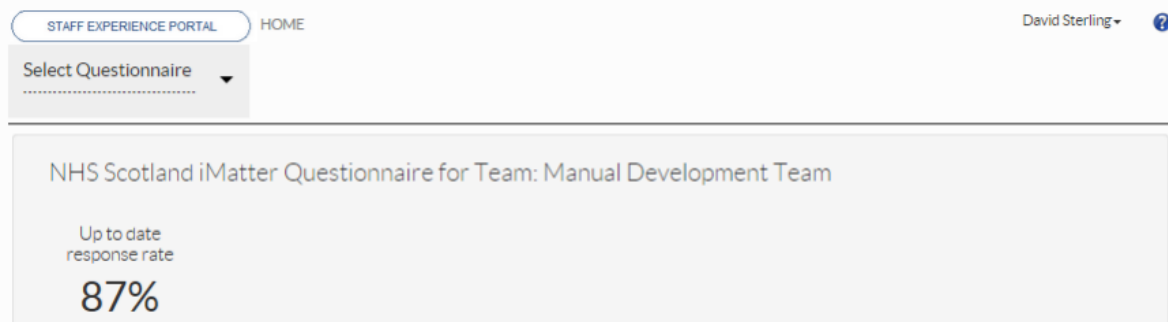 STAFF EXPERIENCE PORTAL HOME David Sterling ?
Select Questionnaire
NHS Scotland iMatter Questionnaire for Team: Manual Development Team
Up to date
response rate
87%